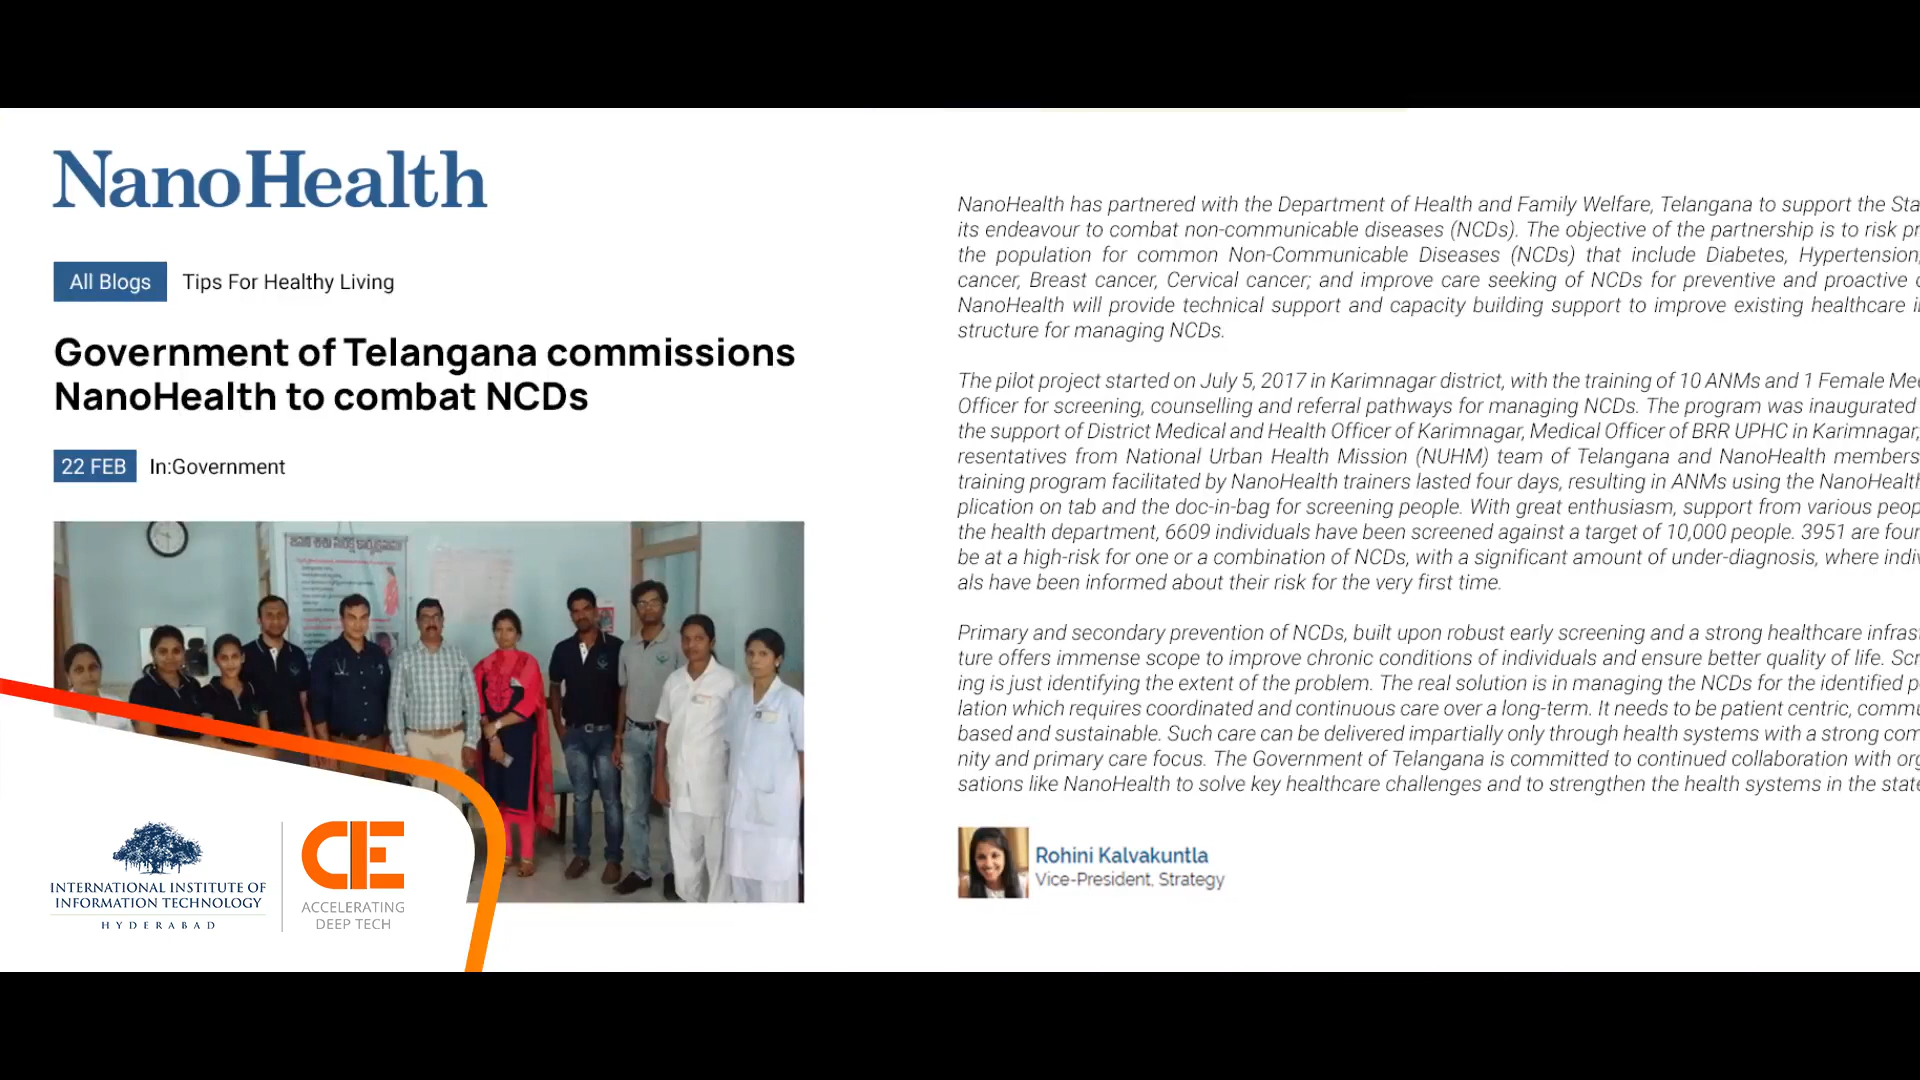 NanoHealth
All Blogs Tips For Healthy Living
Government of Telangana commissions
NanoHealth to combat NCDs
22 FEB In:Government
INTERNATIONAL INSTITUTE OF
INFORMATION TECHNOLOGY
HYDERABAD
CIE
ACCELERATING
DEEP TECH
NanoHealth has partnered with the Department of Health and Family Welfare, Telangana to support the Sta
its endeavour to combat non-communicable diseases (NCDs). The objective of the partnership is to risk pr
the population for common Non-Communicable Diseases (NCDs) that include Diabetes, Hypertension,
cancer, Breast cancer, Cervical cancer; and improve care seeking of NCDs for preventive and proactive
NanoHealth will provide technical support and capacity building support to improve existing healthcare i
structure for managing NCDs.
The pilot project started on July 5, 2017 in Karimnagar district, with the training of 10 ANMs and 1 Female Me
Officer for screening, counselling and referral pathways for managing NCDs. The program was inaugurated
the support of District Medical and Health Officer of Karimnagar, Medical Officer of BRR UPHC in Karimnagar,
resentatives from National Urban Health Mission (NUHM) team of Telangana and NanoHealth members
training program facilitated by NanoHealth trainers lasted four days, resulting in ANMs using the NanoHealth
plication on tab and the doc-in-bag for screening people. With great enthusiasm, support from various peop
the health department, 6609 individuals have been screened against a target of 10,000 people. 3951 are four
be at a high-risk for one or a combination of NCDs, with a significant amount of under-diagnosis, where indiv
als have been informed about their risk for the very first time.
Primary and secondary prevention of NCDs, built upon robust early screening and a strong healthcare infrast
ture offers immense scope to improve chronic conditions of individuals and ensure better quality of life. Scr
ing is just identifying the extent of the problem. The real solution is in managing the NCDs for the identified p
lation which requires coordinated and continuous care over a long-term. It needs to be patient centric, commu
based and sustainable. Such care can be delivered impartially only through health systems with a strong com
nity and primary care focus. The Government of Telangana is committed to continued collaboration with org
sations like NanoHealth to solve key healthcare challenges and to strengthen the health systems in the state
Rohini Kalvakuntla
Vice-President, Strategy